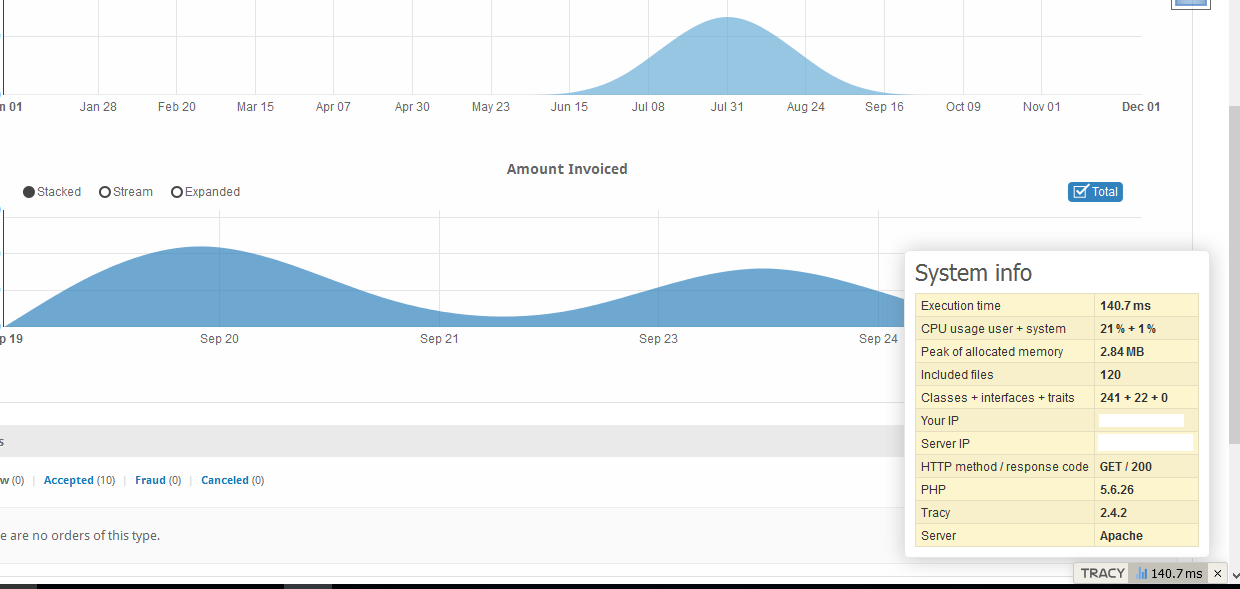 n 01 Jan 28 Feb 20 Mar 15 Apr 07 Apr 30 May 23 Jun 15 Jul 08 Jul 31 Aug 24 Sep 16 Oct 09 Nov 01 Dec 01
Amount Invoiced
Stacked Stream Expanded Total
p 19 Sep 20 Sep 21 Sep 23 Sep 24
s
w (0) | Accepted (10) | Fraud (0) | Canceled (0)
e are no orders of this type.
System info
Execution time 140.7 ms
CPU usage user + system 21% + 1%
Peak of allocated memory 2.84 MB
Included files 120
Classes + interfaces + traits 241 + 22 + 0
Your IP
Server IP
HTTP method / response code GET / 200
PHP 5.6.26
Tracy 2.4.2
Server Apache
TRACY 140.7 ms ×